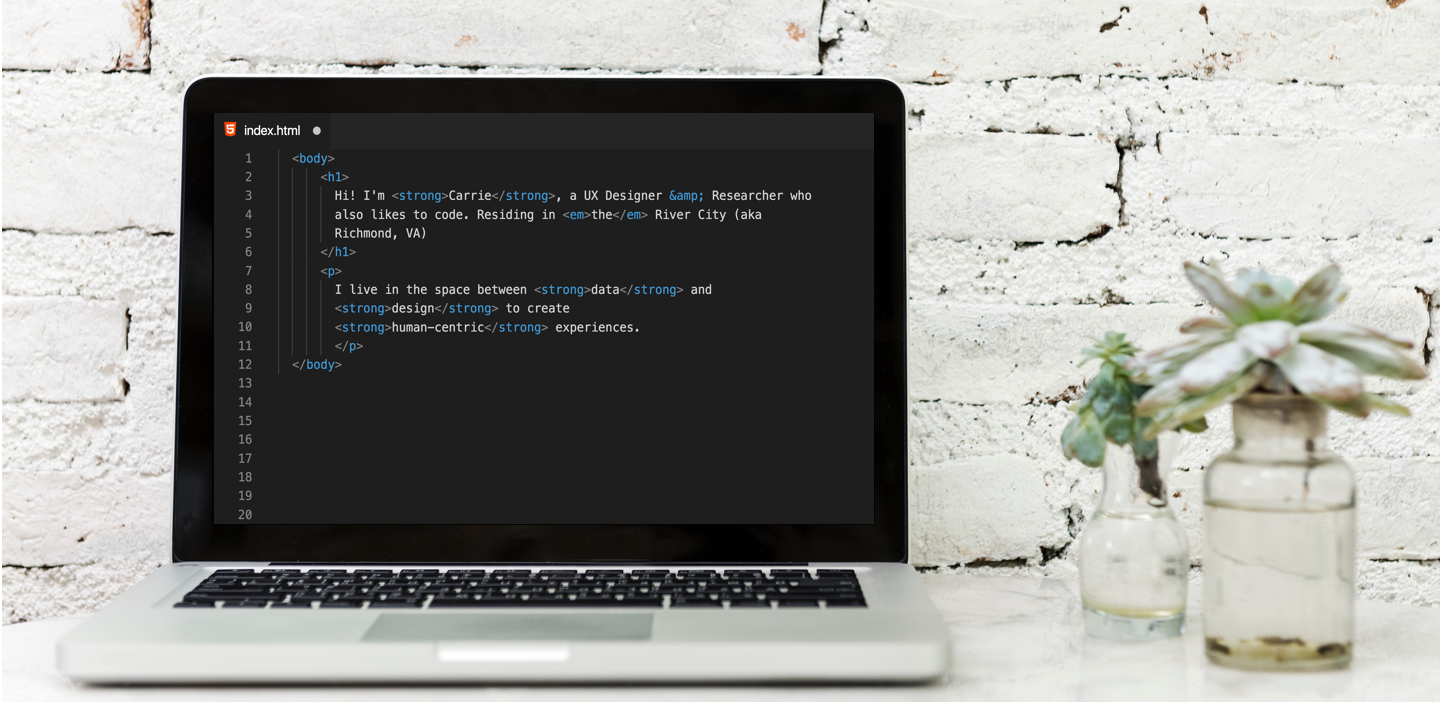 index.html
1 <body>
2 <h1>
3 Hi! I'm <strong>Carrie</strong>, a UX Designer &amp; Researcher who
4 also likes to code. Residing in <em>the</em> River City (aka
5 Richmond, VA)
6 </h1>
7 <p>
8 I live in the space between <strong>data</strong> and
9 <strong>design</strong> to create
10 <strong>human-centric</strong> experiences.
11 </p>
12 </body>
13
14
15
16
17
18
19
20